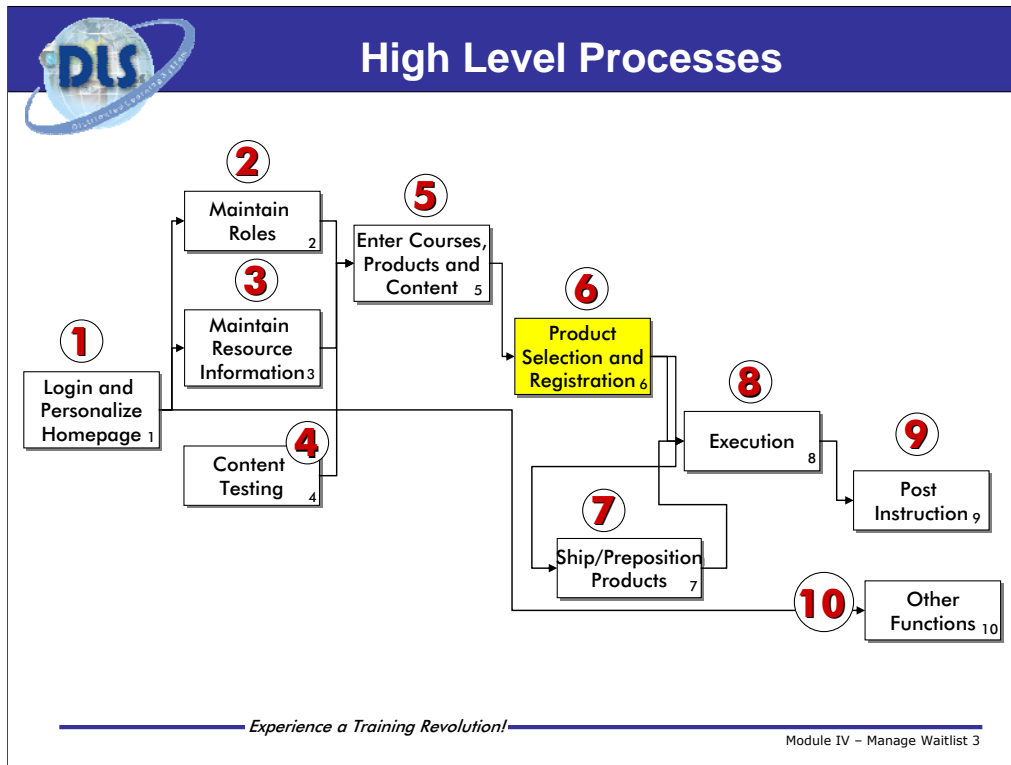 DLS
Distributed Learning System
High Level Processes
1
Login and
Personalize
Homepage 1
2
Maintain
Roles 2
3
Maintain
Resource
Information 3
4
Content
Testing 4
5
Enter Courses,
Products and
Content 5
6
Product
Selection and
Registration 6
7
Ship/Preposition
Products 7
8
Execution
8
9
Post
Instruction 9
10
Other
Functions 10
Experience a Training Revolution!
Module IV – Manage Waitlist 3